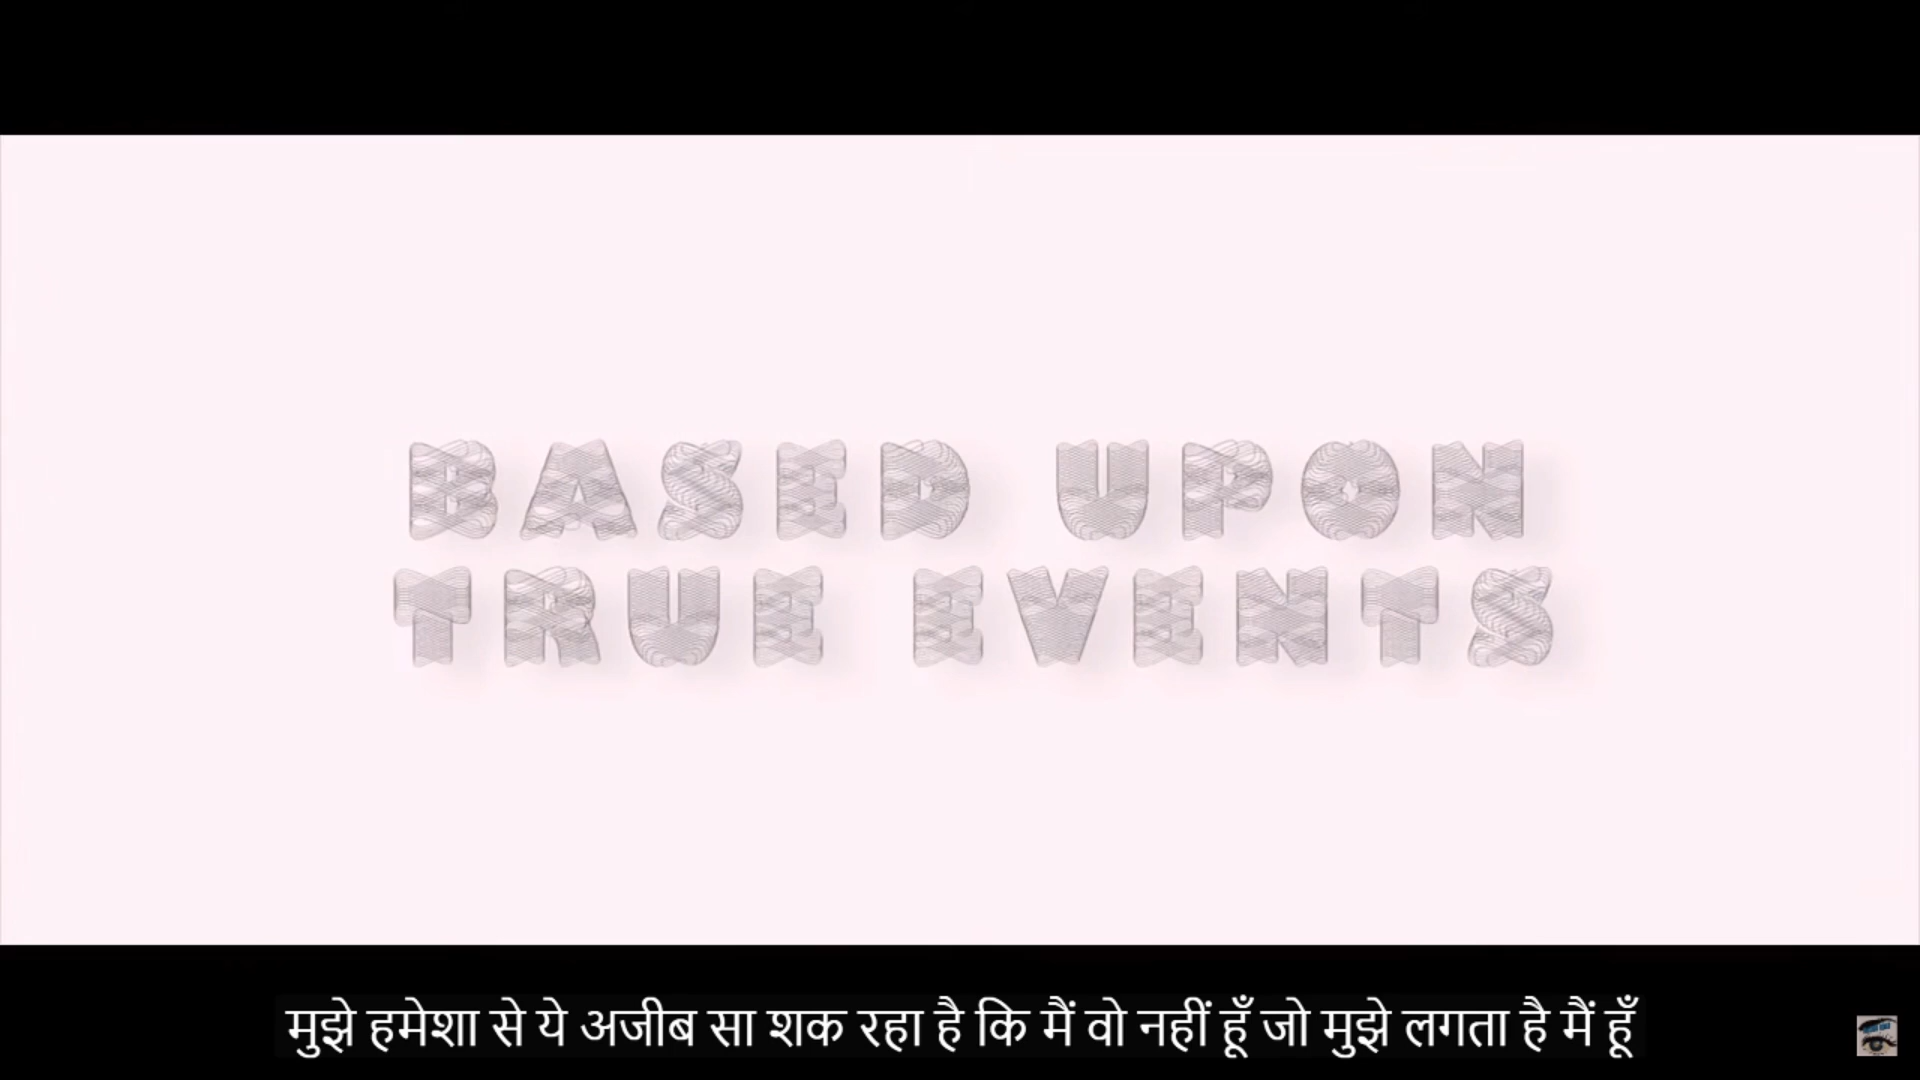 BASED UPON
TRUE EVENTS
मुझे हमेशा से ये अजीब सा शक रहा है कि मैं वो नहीं हूँ जो मुझे लगता है मैं हूँ